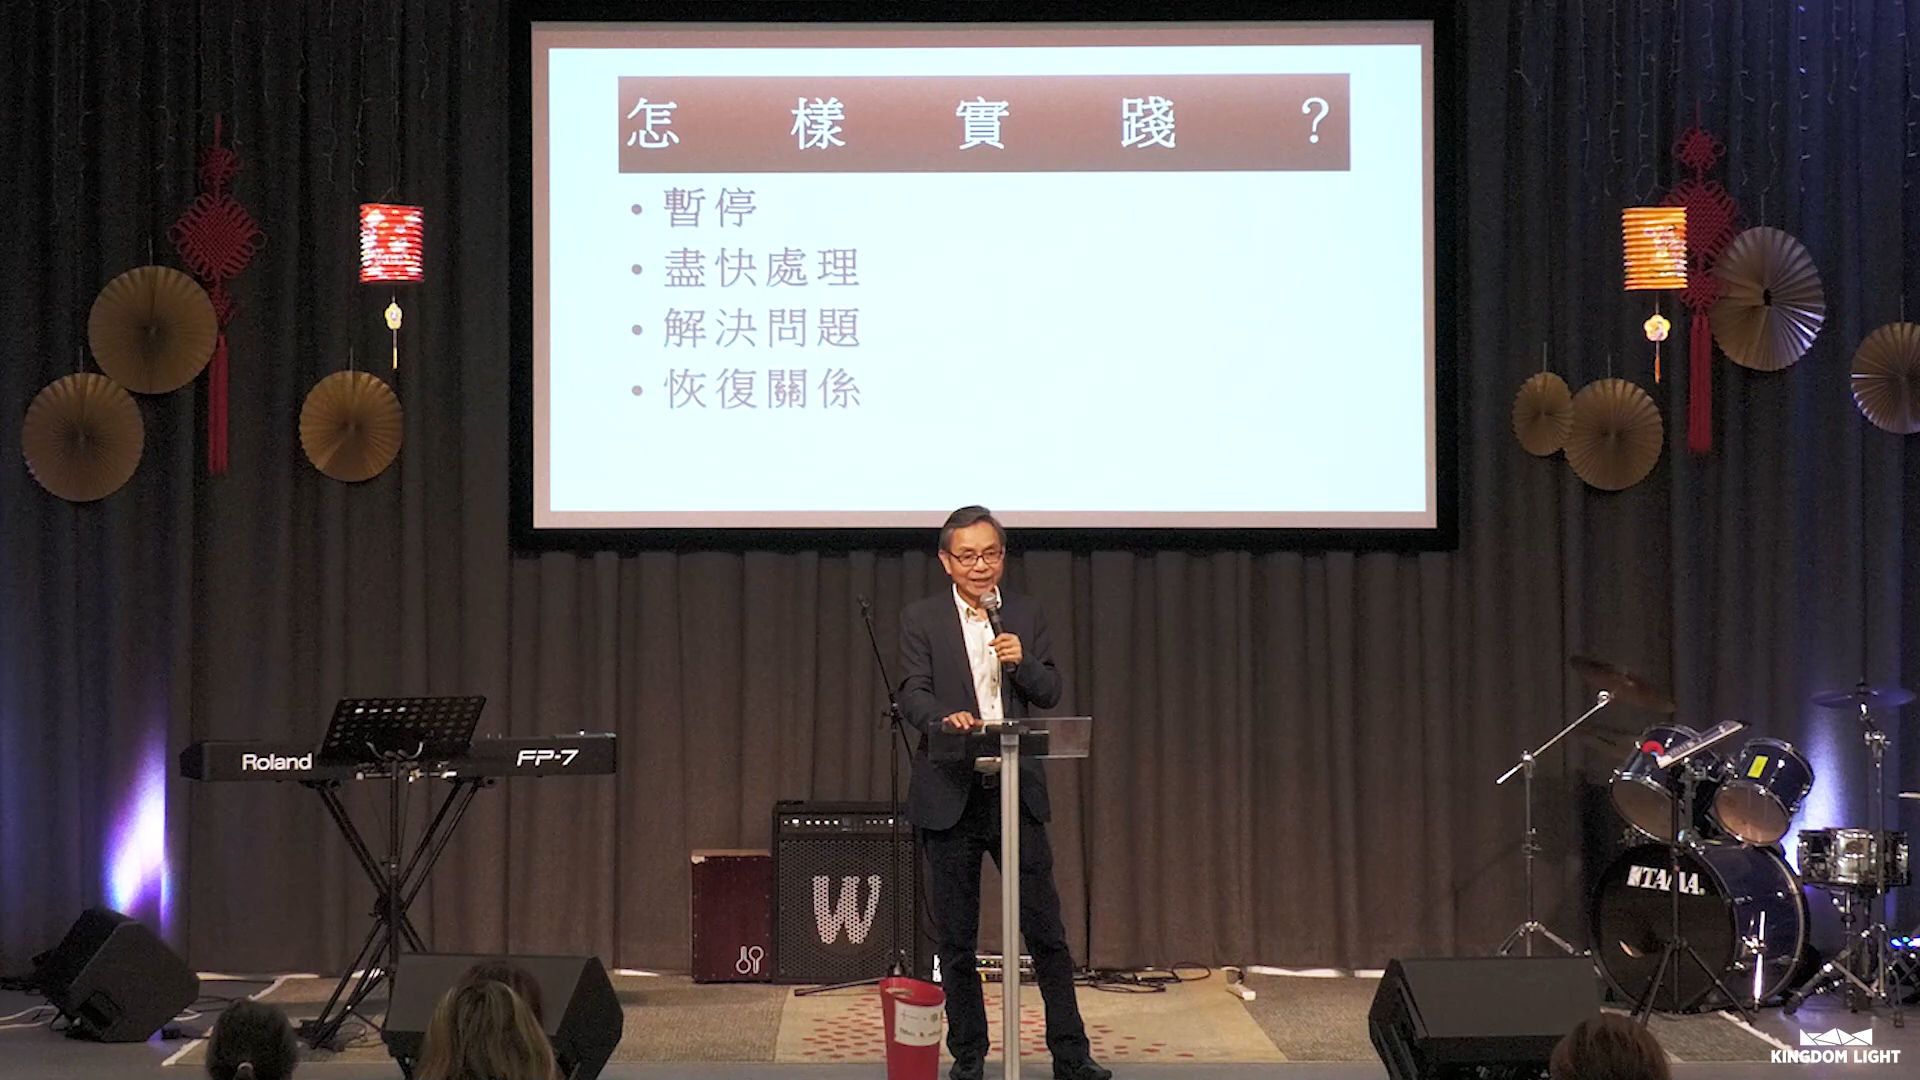 怎樣實踐？
• 暫停
• 盡快處理
• 解決問題
• 恢復關係
Roland
FP-7
W
TAMA
KINGDOM LIGHT